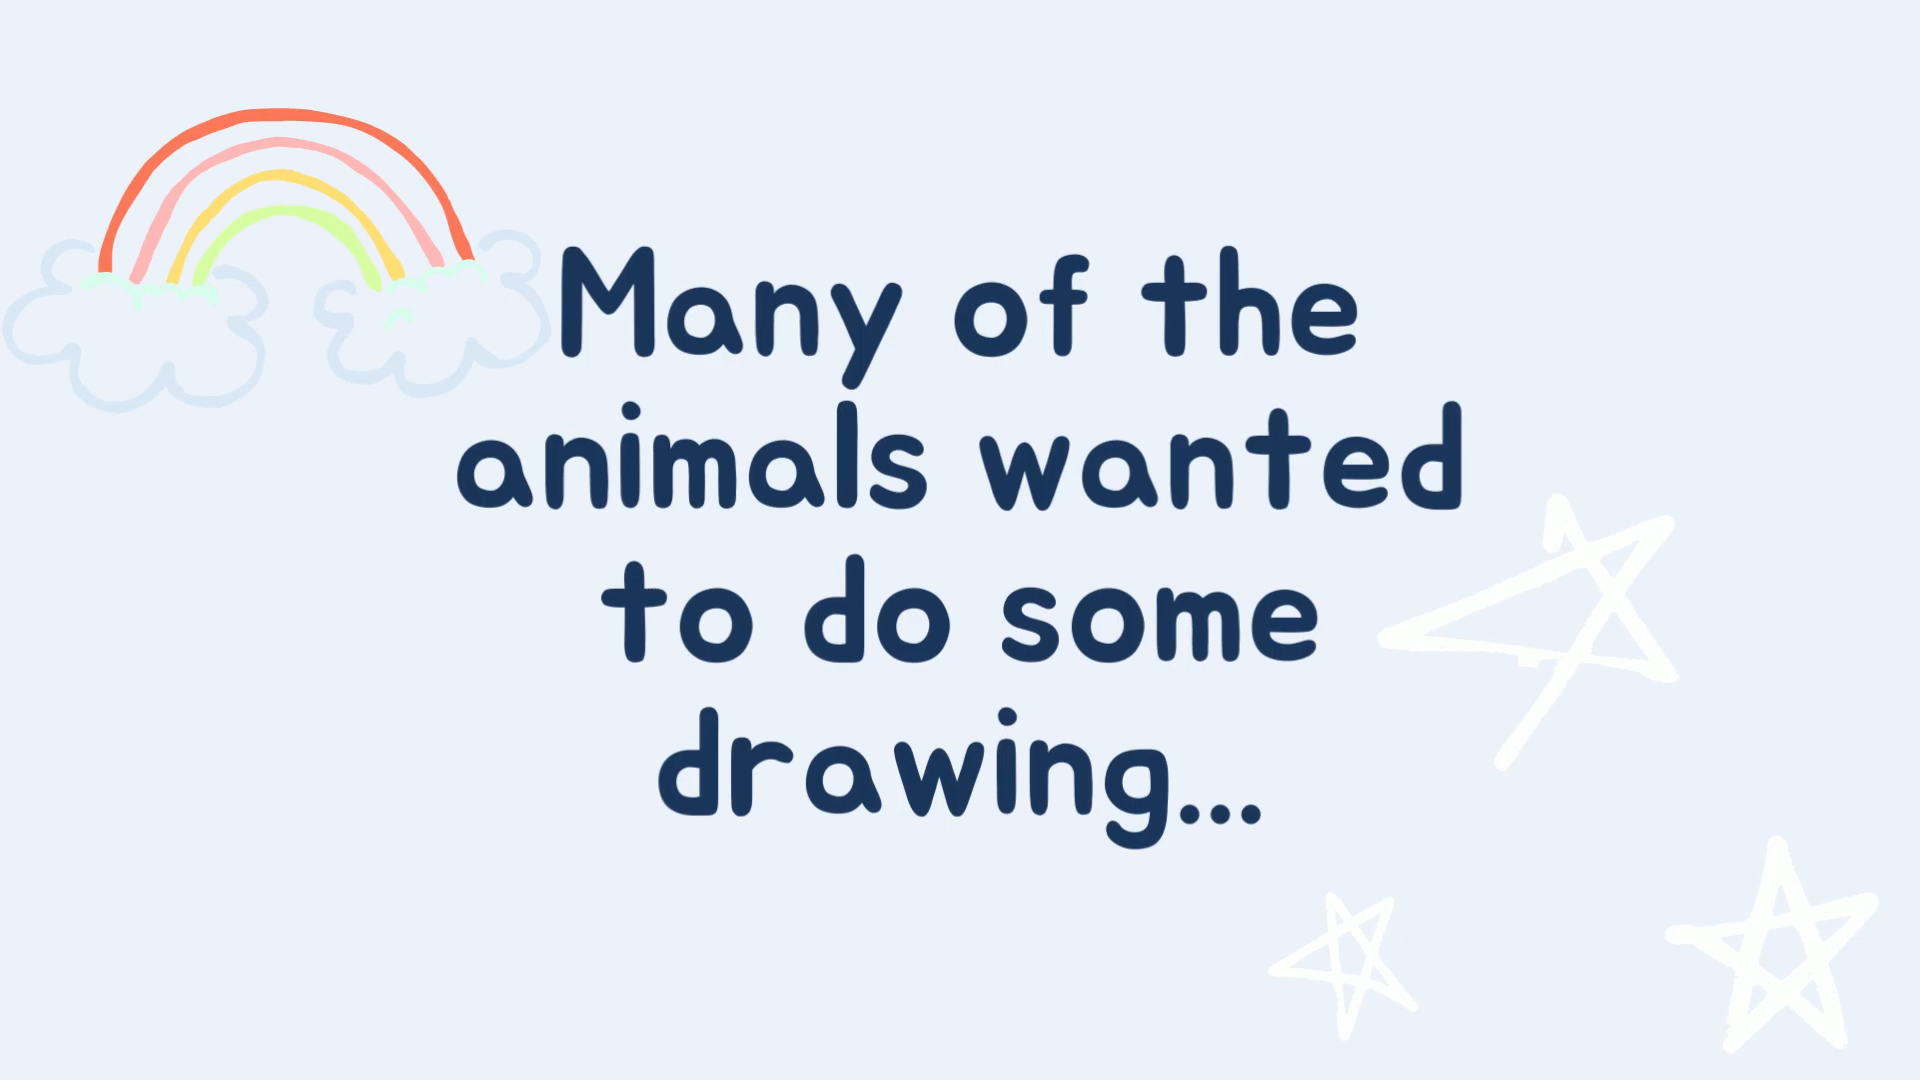 Many of the
animals wanted
to do some
drawing...